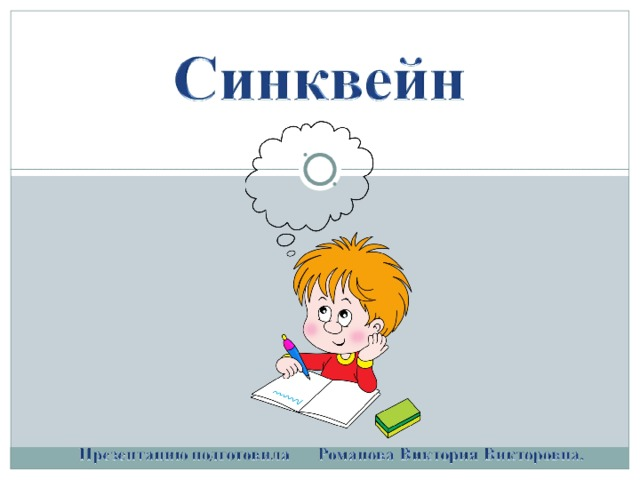 Синквейн
Презентацию подготовила Романова Виктория Викторовна.